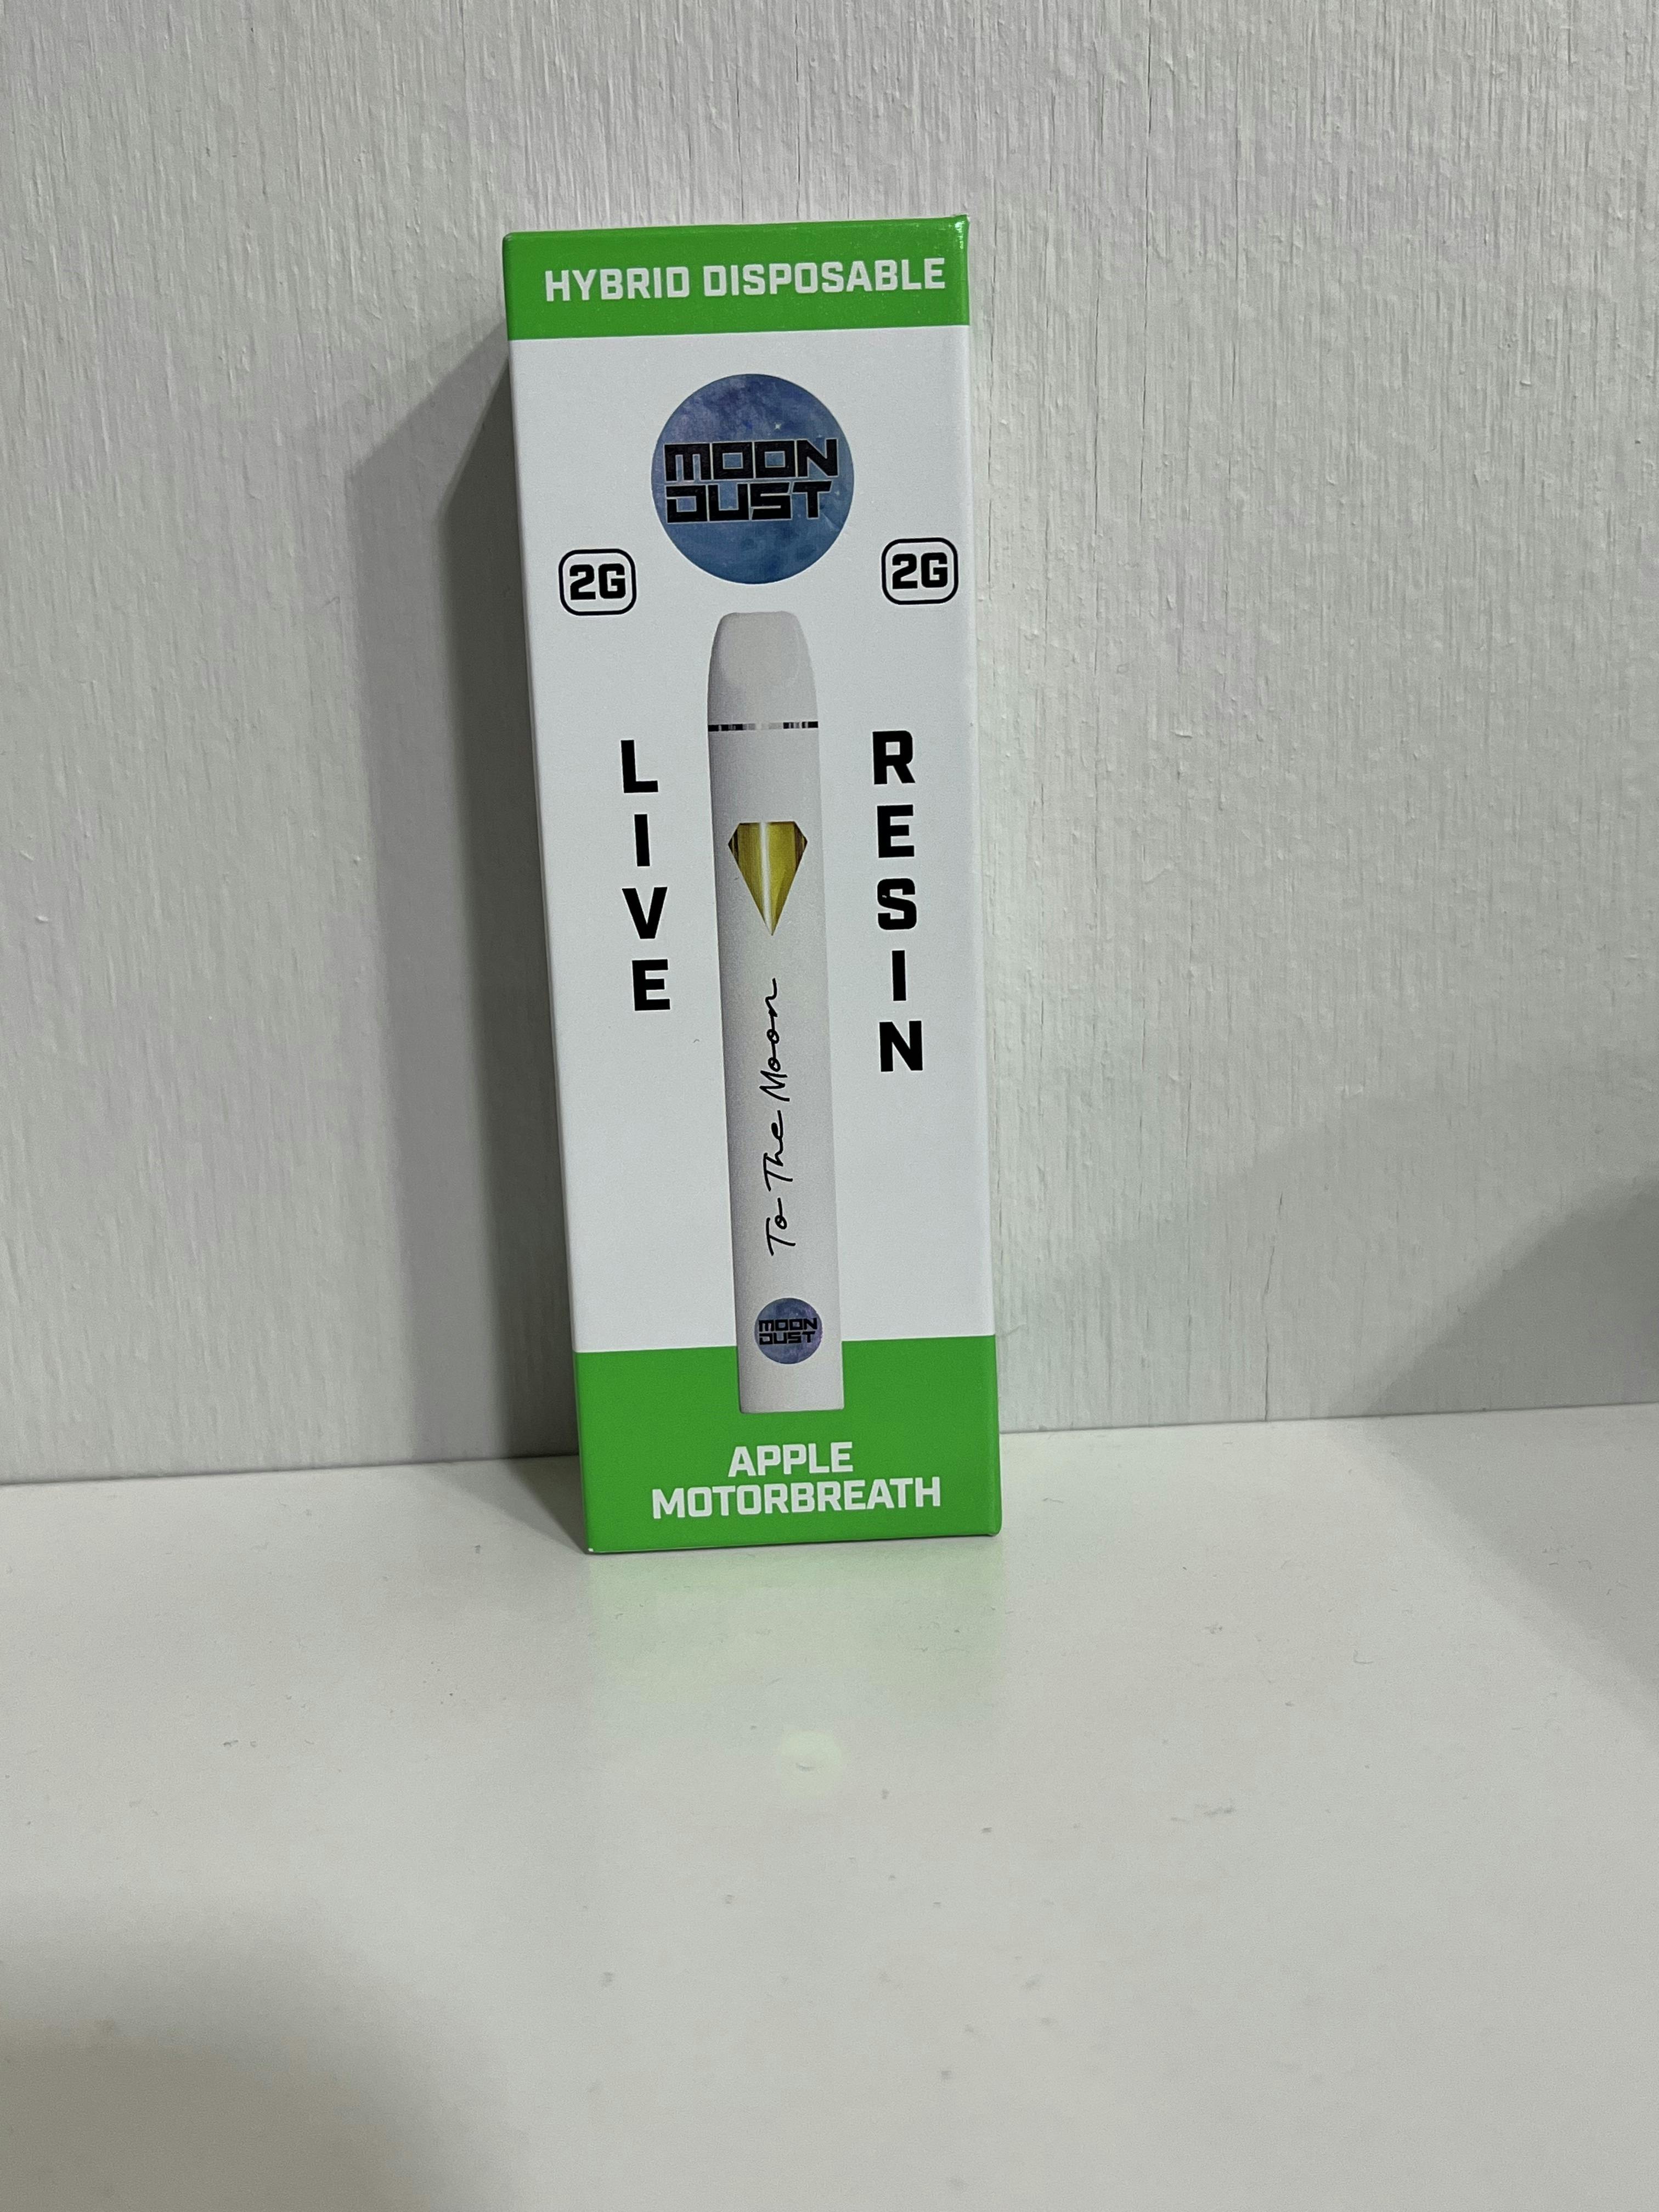 HYBRID DISPOSABLE
MOON
DUST
2G
2G
LIVE
RESIN
To The Moon
MOON
DUST
APPLE
MOTORBREATH